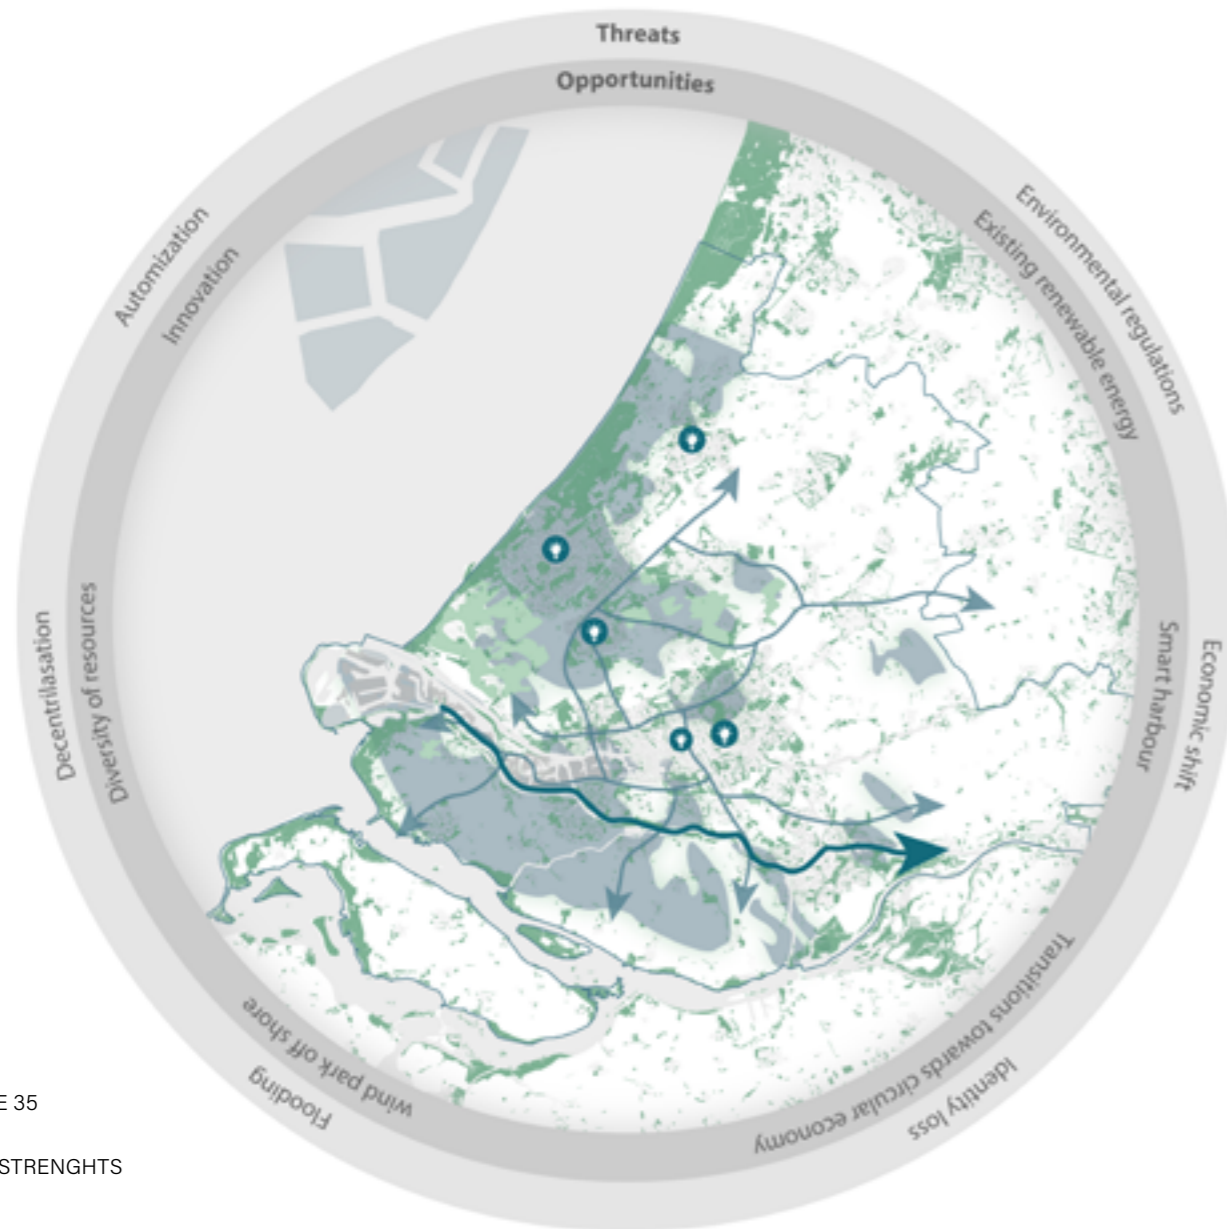 Threats
Opportunities
Automization
Innovation
Environmental regulations
Existing renewable energy
Decentrilasation
Diversity of resources
Smart harbour
Economic shift
wind park off shore
Flooding
Transitions towards circular economy
Identity loss
E 35
STRENGHTS